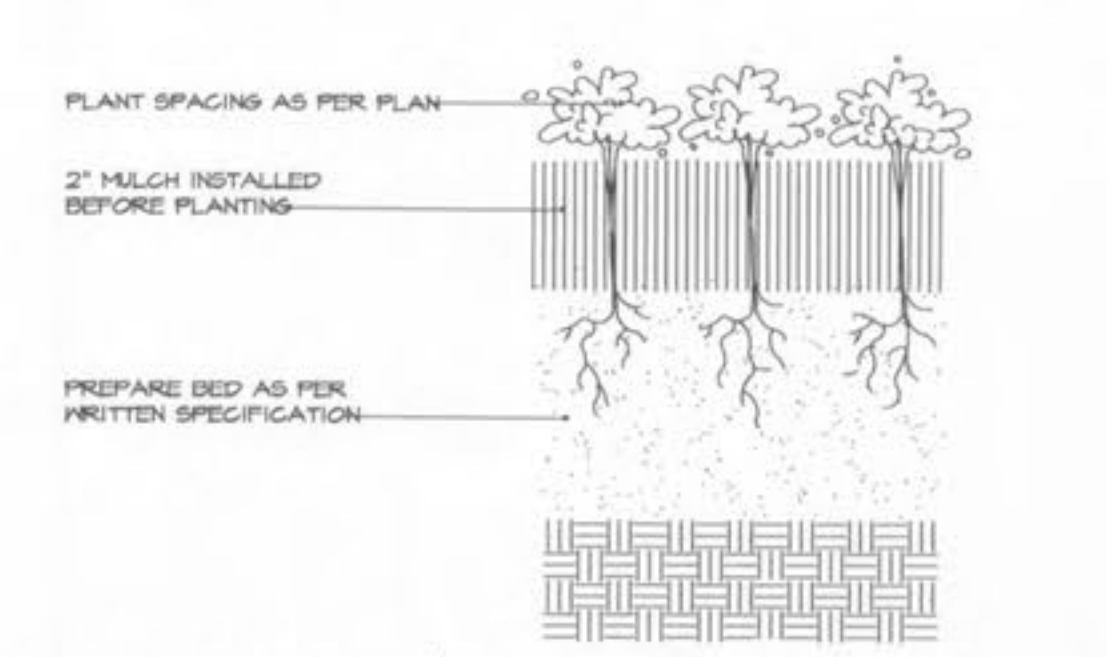 PLANT SPACING AS PER PLAN
2" MULCH INSTALLED
BEFORE PLANTING
PREPARE BED AS PER
WRITTEN SPECIFICATION